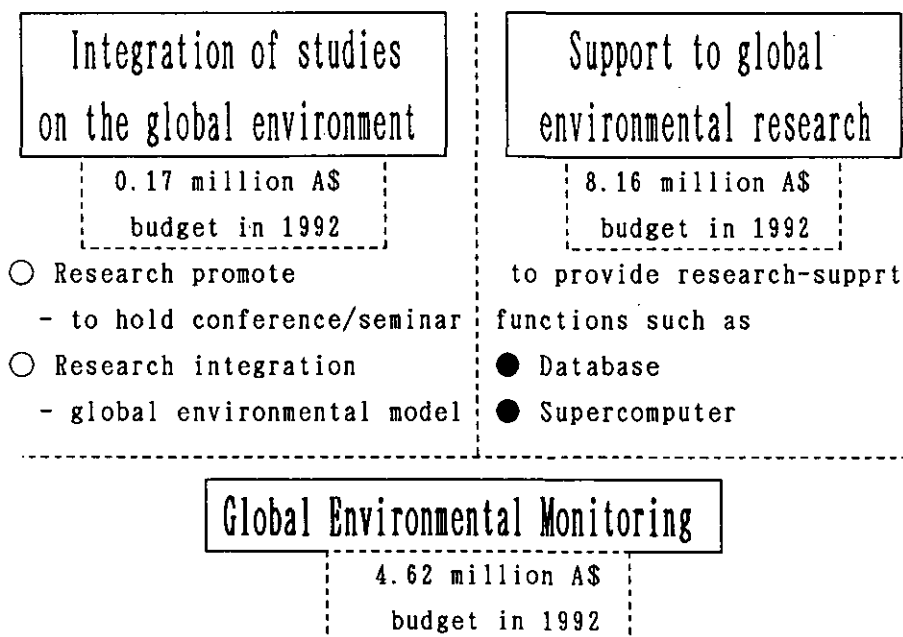 Integration of studies
on the global environment
0.17 million A$
budget in 1992
○ Research promote
- to hold conference/seminar
○ Research integration
- global environmental model
Support to global
environmental research
8.16 million A$
budget in 1992
to provide research-supprt
functions such as
● Database
● Supercomputer
Global Environmental Monitoring
4.62 million A$
budget in 1992